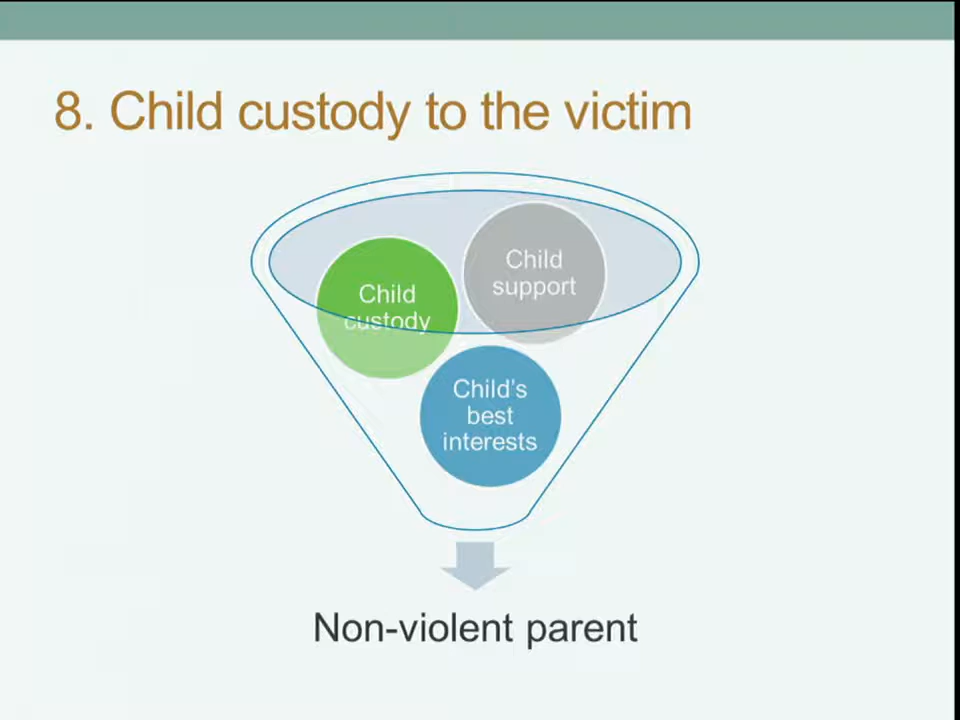 8. Child custody to the victim
Child
support
Child
custody
Child's
best
interests
Non-violent parent